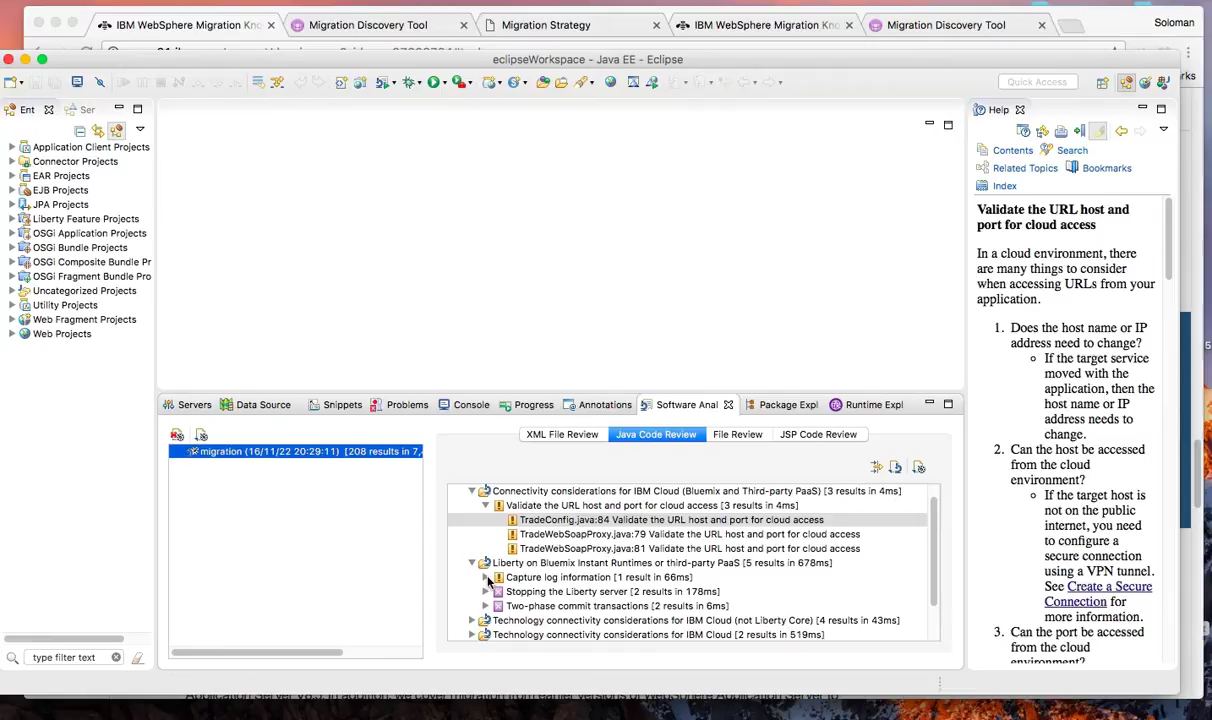 IBM WebSphere Migration Kno
Migration Discovery Tool
Migration Strategy
IBM WebSphere Migration Kno
Migration Discovery Tool
Soloman
eclipseWorkspace - Java EE - Eclipse
Quick Access
Ent
Ser
Application Client Projects
Connector Projects
EAR Projects
EJB Projects
JPA Projects
Liberty Feature Projects
OSGi Application Projects
OSGi Bundle Projects
OSGi Composite Bundle Pr
OSGi Fragment Bundle Pro
Uncategorized Projects
Utility Projects
Web Fragment Projects
Web Projects
type filter text
Servers
Data Source
Snippets
Problems
Console
Progress
Annotations
Software Anal
Package Expl
Runtime Expl
migration (16/11/22 20:29:11) [208 results in 7,
XML File Review
Java Code Review
File Review
JSP Code Review
Connectivity considerations for IBM Cloud (Bluemix and Third-party PaaS) [3 results in 4ms]
Validate the URL host and port for cloud access [3 results in 4ms]
TradeConfig.java:84 Validate the URL host and port for cloud access
TradeWebSoapProxy.java:79 Validate the URL host and port for cloud access
TradeWebSoapProxy.java:81 Validate the URL host and port for cloud access
Liberty on Bluemix Instant Runtimes or third-party PaaS [5 results in 678ms]
Capture log information [1 result in 66ms]
Stopping the Liberty server [2 results in 178ms]
Two-phase commit transactions [2 results in 6ms]
Technology connectivity considerations for IBM Cloud (not Liberty Core) [4 results in 43ms]
Technology connectivity considerations for IBM Cloud [2 results in 519ms]
Help
Contents
Search
Related Topics
Bookmarks
Index
Validate the URL host and
port for cloud access
In a cloud environment, there
are many things to consider
when accessing URLs from your
application.
1. Does the host name or IP
address need to change?
If the target service
moved with the
application, then the
host name or IP
address needs to
change.
2. Can the host be accessed
from the cloud
environment?
If the target host is
not on the public
internet, you need
to configure a
secure connection
using a VPN tunnel.
See Create a Secure
Connection for
more information.
3. Can the port be accessed
from the cloud
environment?